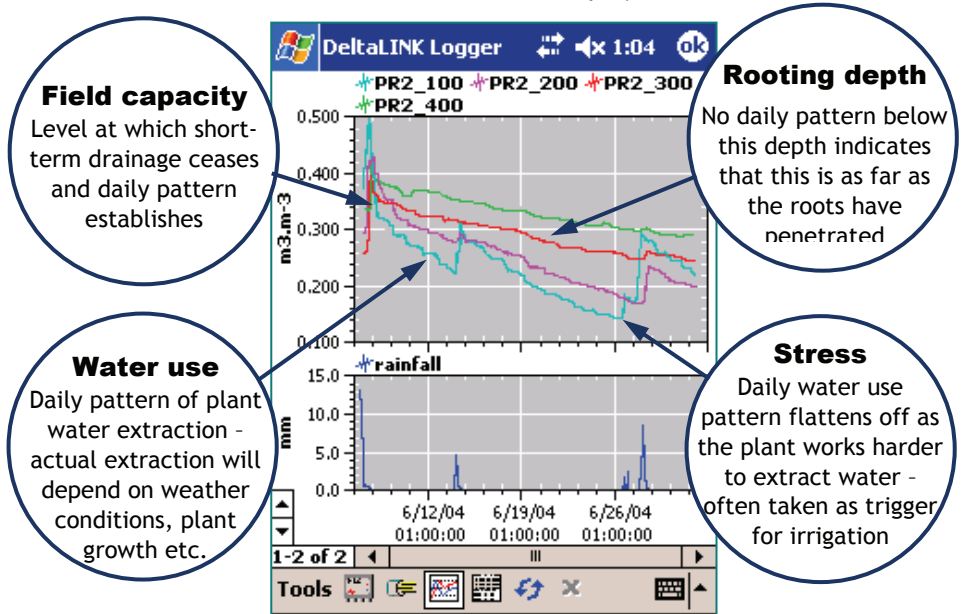 DeltaLINK Logger 1:04 ok
PR2_100 PR2_200 PR2_300
PR2_400
0.500
0.400
0.300
0.200
0.100
m3.m-3
rainfall
15.0
10.0
5.0
0.0
mm
6/12/04 6/19/04 6/26/04
01:00:00 01:00:00 01:00:00
1-2 of 2
Tools
Field capacity
Level at which short-
term drainage ceases
and daily pattern
establishes
Rooting depth
No daily pattern below
this depth indicates
that this is as far as
the roots have
penetrated
Water use
Daily pattern of plant
water extraction –
actual extraction will
depend on weather
conditions, plant
growth etc.
Stress
Daily water use
pattern flattens off as
the plant works harder
to extract water –
often taken as trigger
for irrigation